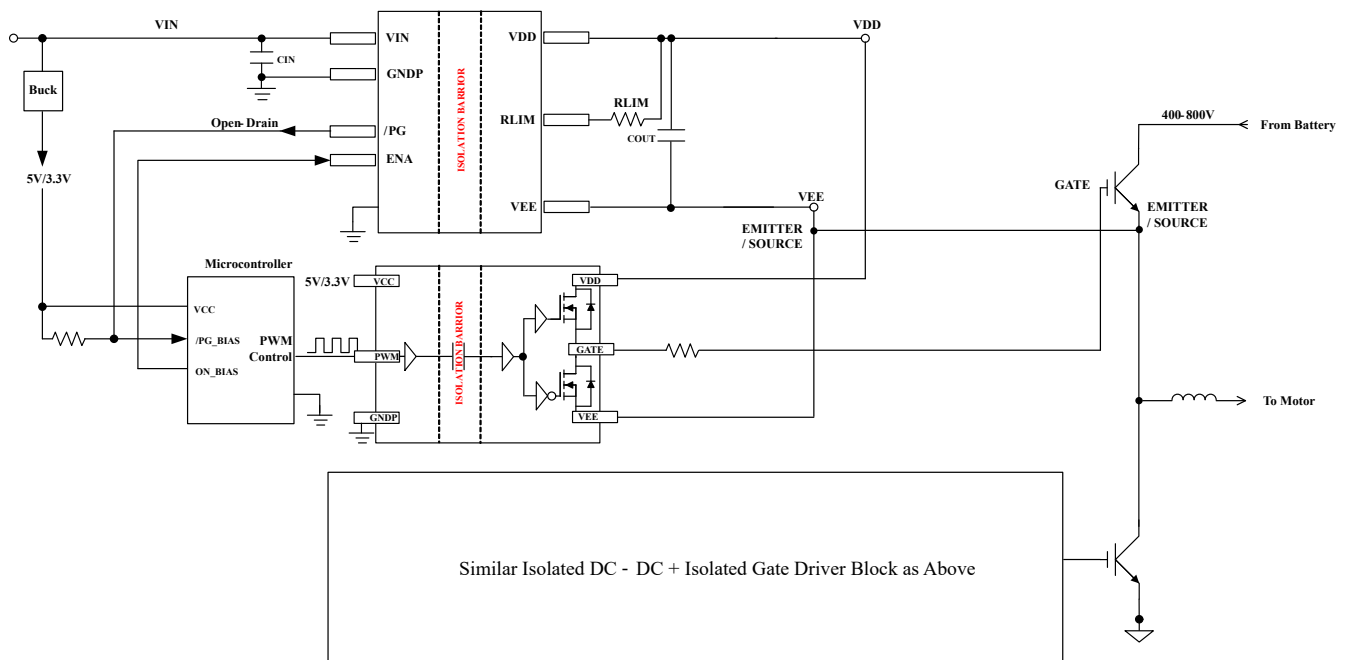 VIN
VIN
GNDP
/PG
ENA
CIN
Buck
5V/3.3V
Open- Drain
ISOLATION BARRIOR
VDD
RLIM
VEE
RLIM
COUT
VDD
VEE
EMITTER
/ SOURCE
400- 800V
From Battery
GATE
EMITTER
/ SOURCE
Microcontroller
VCC
/PG_BIAS
ON_BIAS
PWM
Control
5V/3.3V
VCC
PWM
GNDP
ISOLATION BARRIOR
VDD
GATE
VEE
To Motor
Similar Isolated DC - DC + Isolated Gate Driver Block as Above